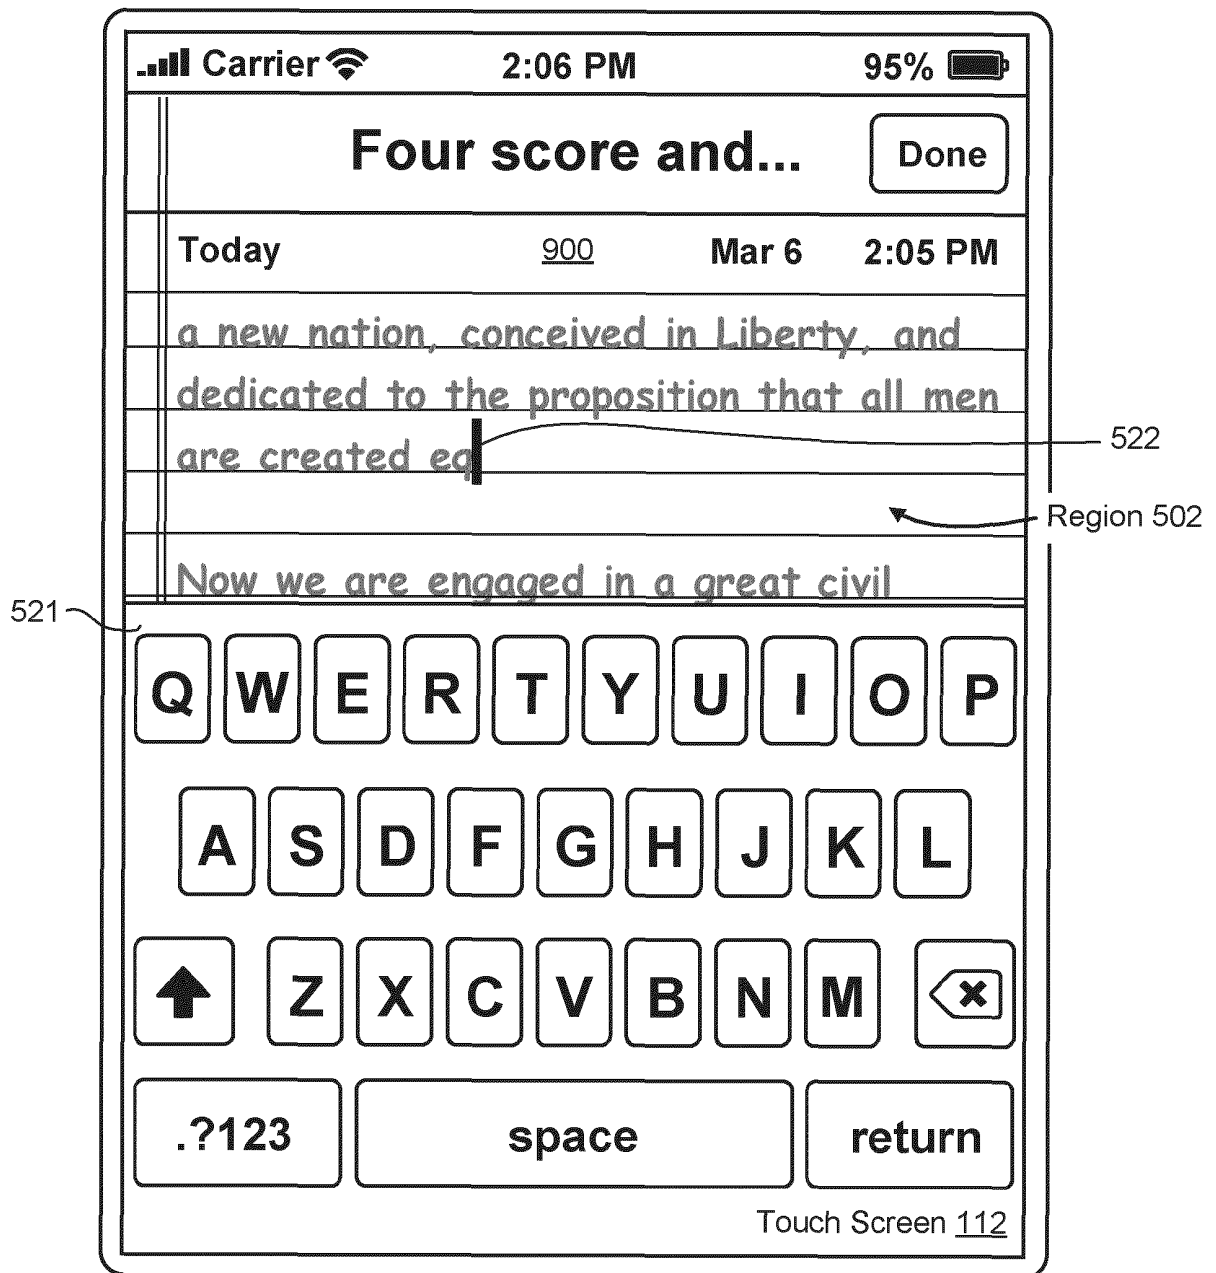 Carrier 2:06 PM 95%
Four score and... Done
Today 900 Mar 6 2:05 PM
a new nation, conceived in Liberty, and
dedicated to the proposition that all men
are created eq
522
Region 502
Now we are engaged in a great civil
521
Q W E R T Y U I O P
A S D F G H J K L
Z X C V B N M
.?123 space return
Touch Screen 112